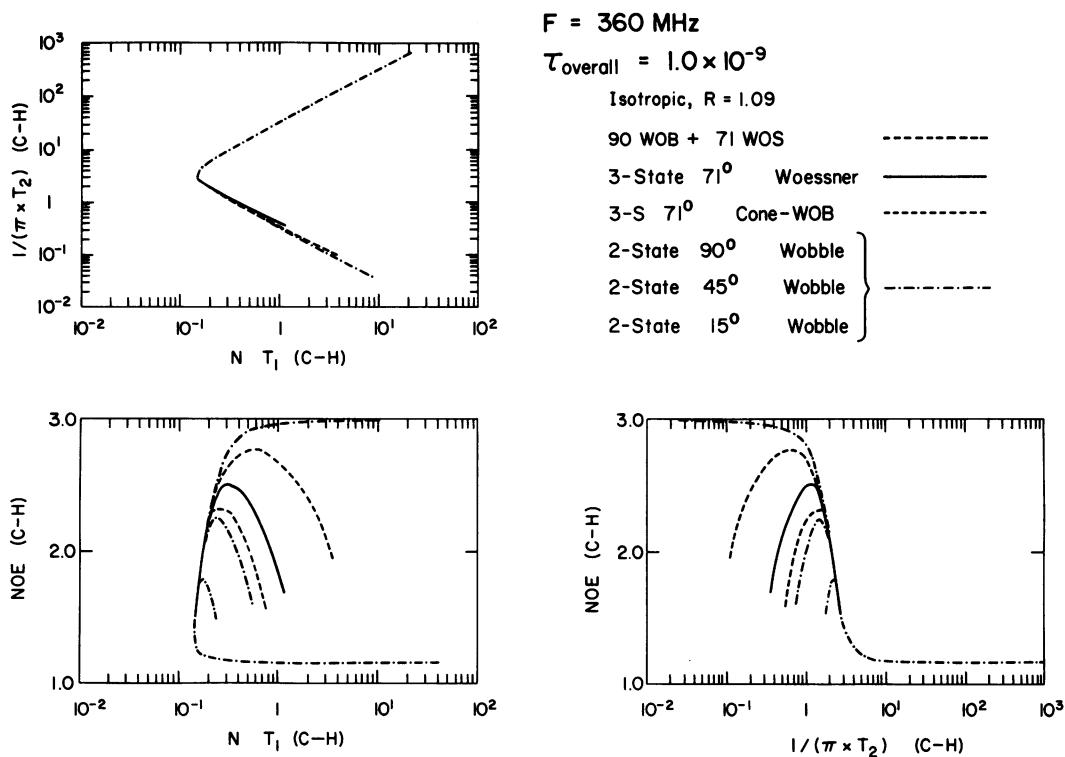 F = 360 MHz
τoverall = 1.0 × 10⁻⁹
Isotropic, R = 1.09
90 WOB + 71 WOS
3-State 71° Woessner
3-S 71° Cone-WOB
2-State 90° Wobble
2-State 45° Wobble
2-State 15° Wobble
1/(π × T₂) (C-H)
10³
10²
10¹
1
10⁻¹
10⁻²
10⁻² 10⁻¹ 1 10¹ 10²
N T₁ (C-H)
NOE (C-H)
3.0
2.0
1.0
10⁻² 10⁻¹ 1 10¹ 10²
N T₁ (C-H)
NOE (C-H)
3.0
2.0
1.0
10⁻² 10⁻¹ 1 10¹ 10² 10³
1/(π × T₂) (C-H)